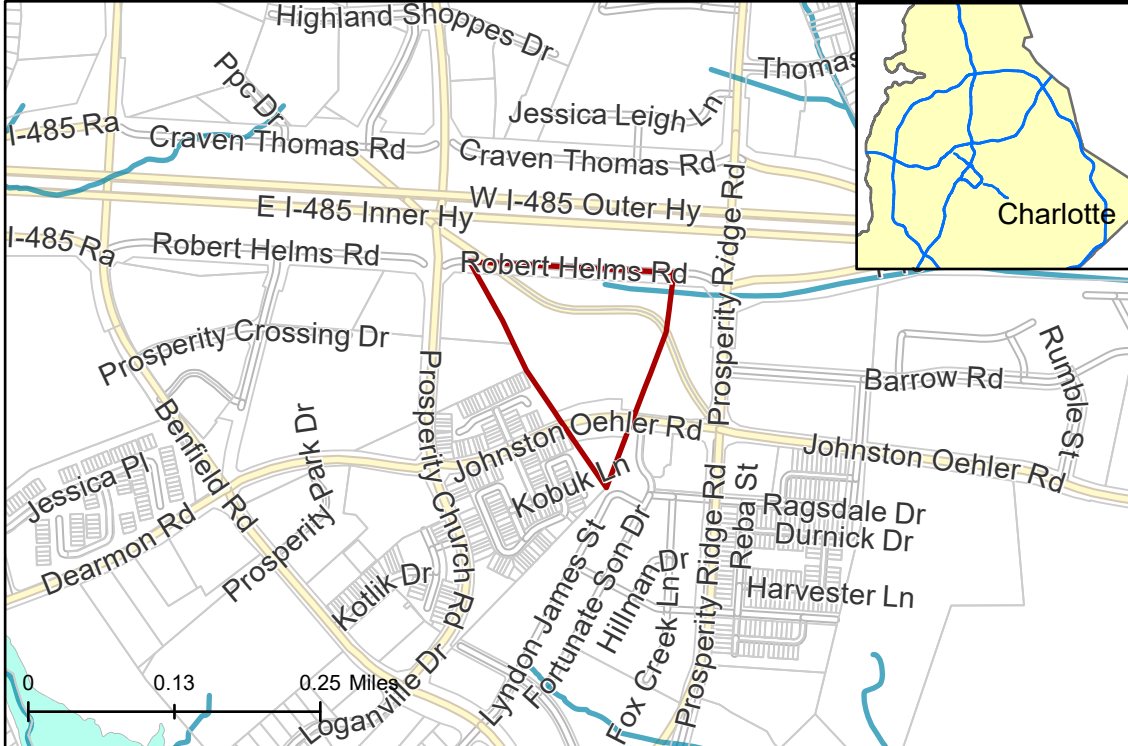 Highland Shoppes Dr
Ppc Dr
Thomas
Jessica Leigh Ln
I-485 Ra
Craven Thomas Rd
Craven Thomas Rd
W I-485 Outer Hy
E I-485 Inner Hy
Charlotte
I-485 Ra
Robert Helms Rd
Robert Helms Rd
Prosperity Ridge Rd
Prosperity Crossing Dr
Prosperity Church Rd
Barrow Rd
Rumble St
Benfield Rd
Prosperity Park Dr
Johnston Oehler Rd
Johnston Oehler Rd
Jessica Pl
Kobuk Ln
Dearmon Rd
Ragsdale Dr
Reba St
Durnick Dr
Kotlik Dr
Lyndon James St
Fortunate Son Dr
Hillman Dr
Fox Creek Ln
Prosperity Ridge Rd
Harvester Ln
Loganville Dr
0 0.13 0.25 Miles